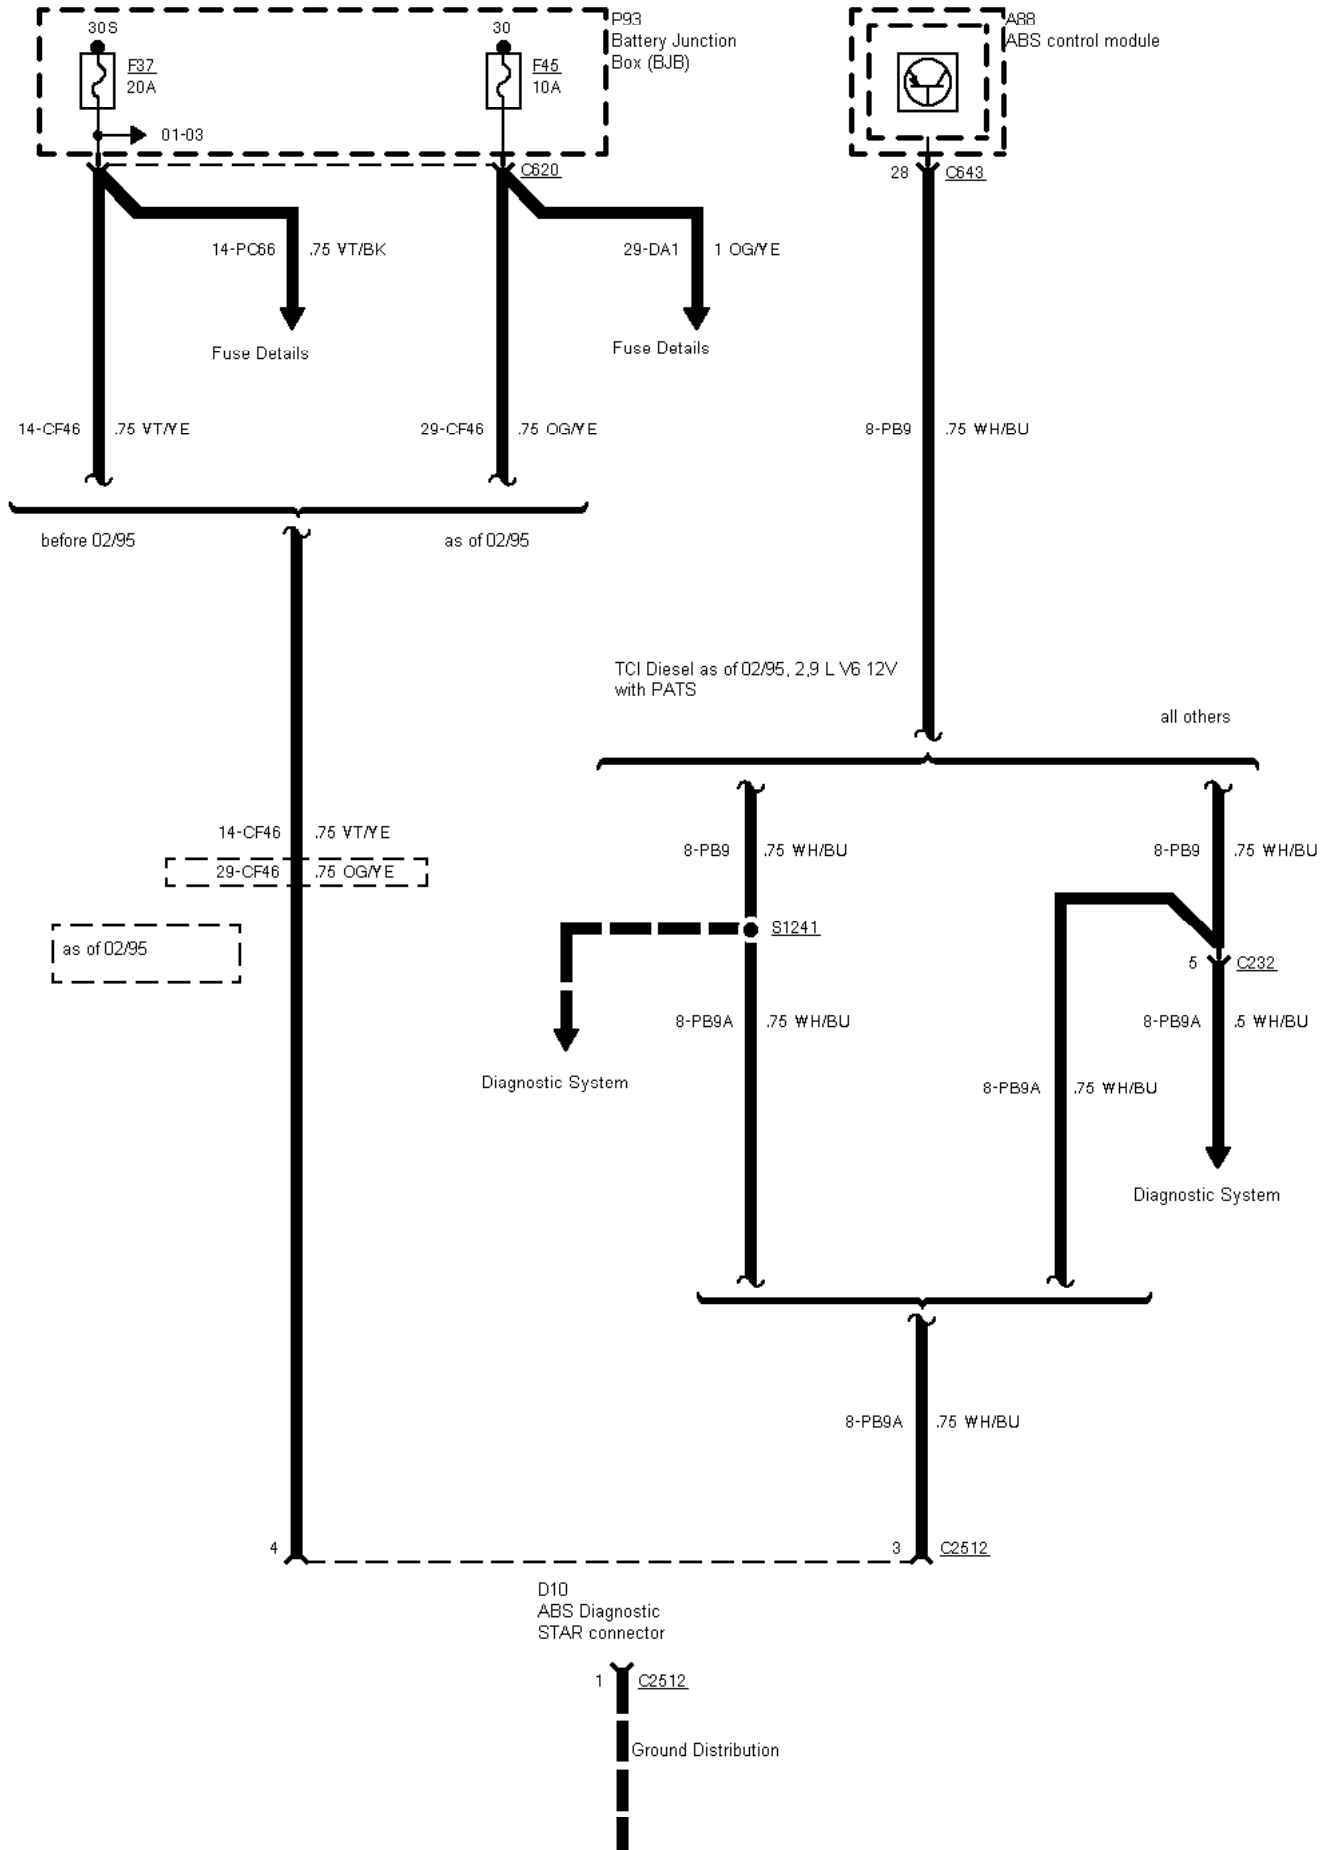 30S
F37
20A
01-03
30
F45
10A
P93
Battery Junction
Box (BJB)
A88
ABS control module
C620
28
C643
14-PC66
.75 VT/BK
29-DA1
1 OG/YE
Fuse Details
Fuse Details
14-CF46
.75 VT/YE
29-CF46
.75 OG/YE
8-PB9
.75 WH/BU
before 02/95
as of 02/95
TCI Diesel as of 02/95, 2,9 L V6 12V
with PATS
all others
14-CF46
.75 VT/YE
29-CF46
.75 OG/YE
as of 02/95
8-PB9
.75 WH/BU
8-PB9
.75 WH/BU
S1241
5
C232
8-PB9A
.75 WH/BU
8-PB9A
.5 WH/BU
Diagnostic System
8-PB9A
.75 WH/BU
Diagnostic System
8-PB9A
.75 WH/BU
4
3
C2512
D10
ABS Diagnostic
STAR connector
1
C2512
Ground Distribution